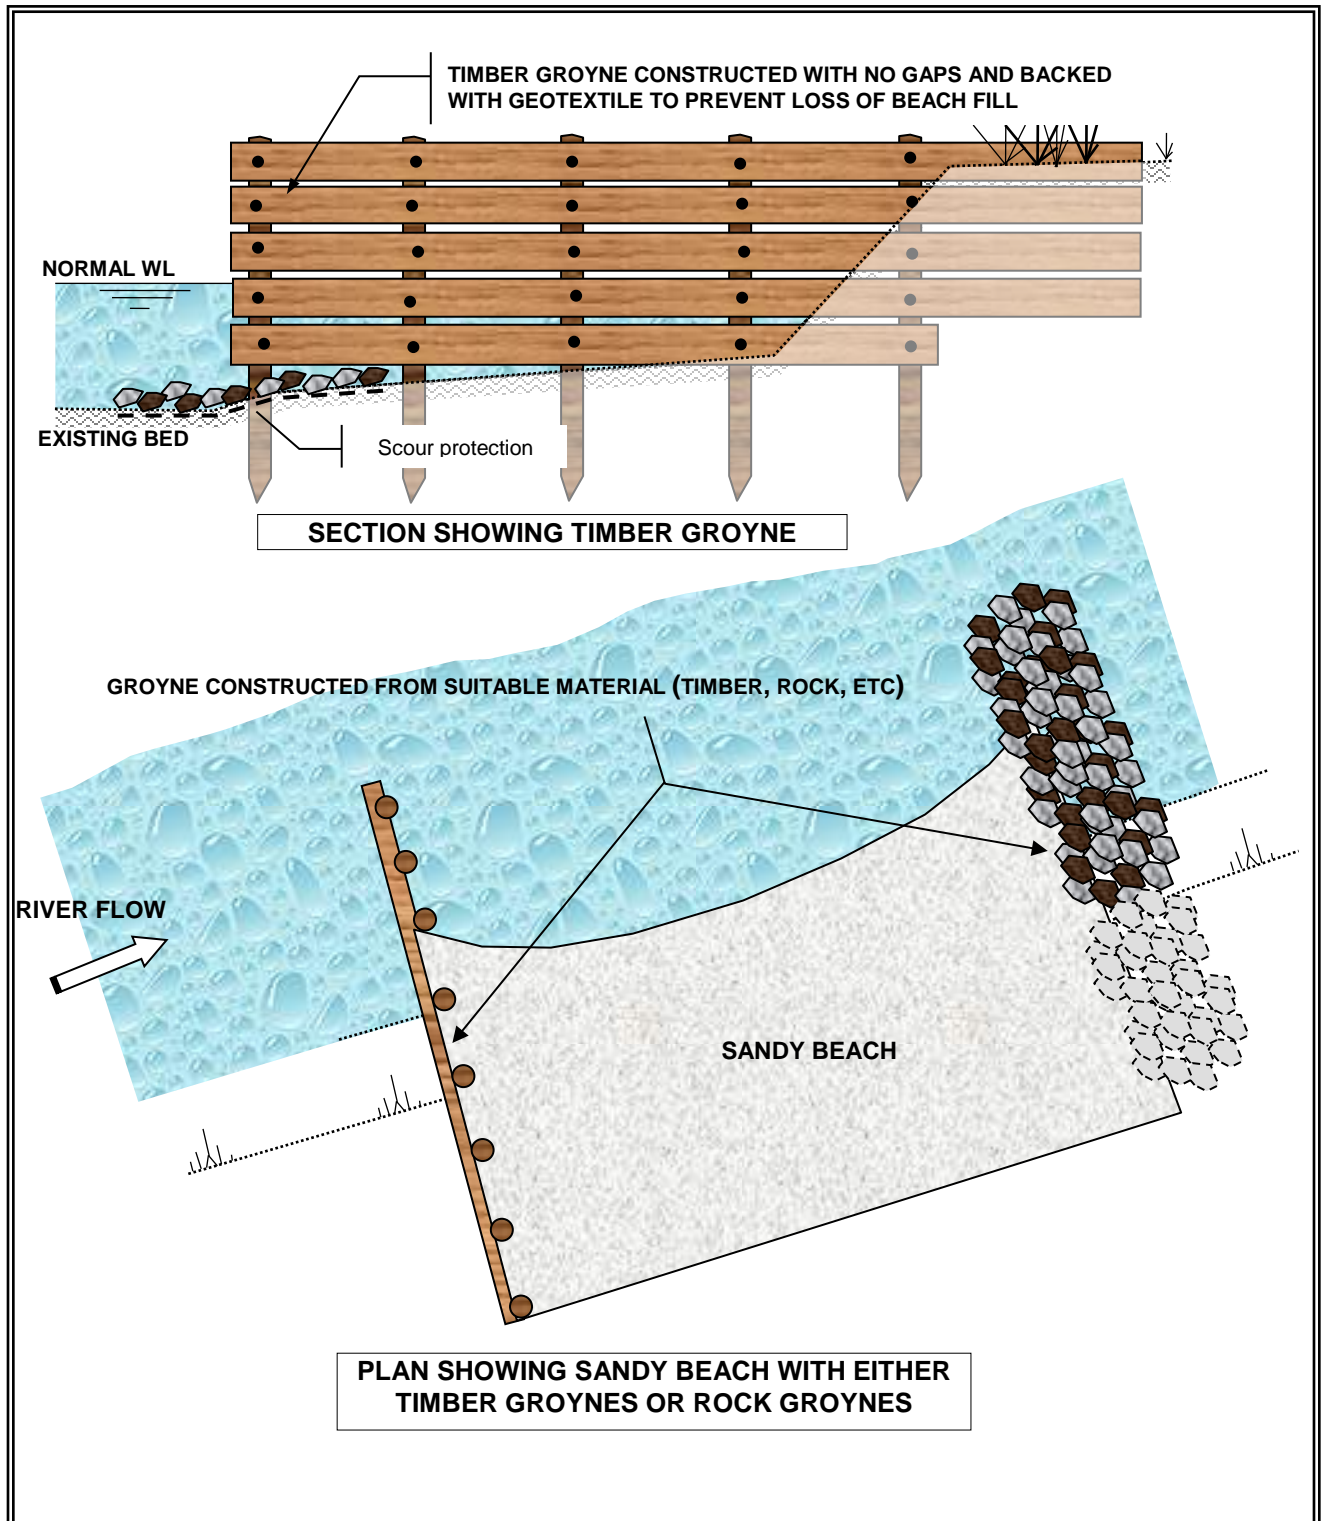 TIMBER GROYNE CONSTRUCTED WITH NO GAPS AND BACKED
WITH GEOTEXTILE TO PREVENT LOSS OF BEACH FILL
NORMAL WL
EXISTING BED
Scour protection
SECTION SHOWING TIMBER GROYNE
GROYNE CONSTRUCTED FROM SUITABLE MATERIAL (TIMBER, ROCK, ETC)
RIVER FLOW
SANDY BEACH
PLAN SHOWING SANDY BEACH WITH EITHER
TIMBER GROYNES OR ROCK GROYNES